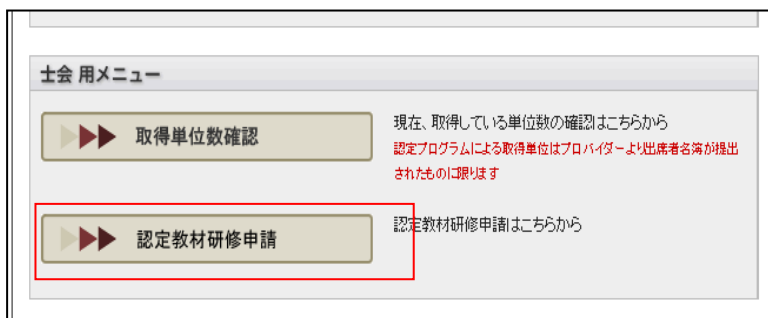 士会 用メニュー
取得単位数確認
現在、取得している単位数の確認はこちらから
認定プログラムによる取得単位はプロバイダーより出席者名簿が提出
されたものに限ります
認定教材研修申請
認定教材研修申請はこちらから